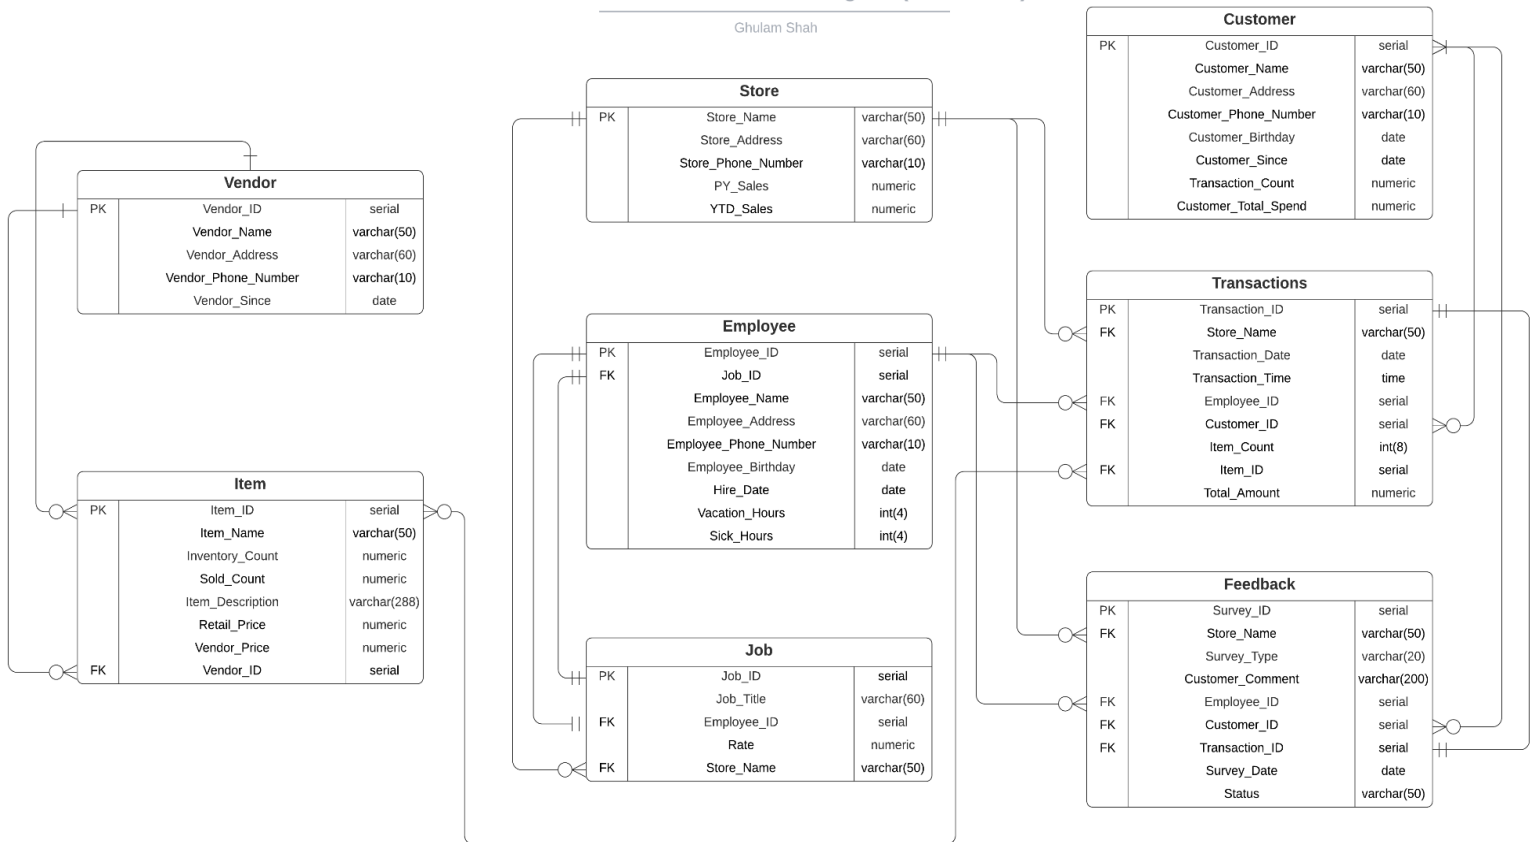 Ghulam Shah
Customer
PK Customer_ID serial
Customer_Name varchar(50)
Customer_Address varchar(60)
Customer_Phone_Number varchar(10)
Customer_Birthday date
Customer_Since date
Transaction_Count numeric
Customer_Total_Spend numeric
Store
PK Store_Name varchar(50)
Store_Address varchar(60)
Store_Phone_Number varchar(10)
PY_Sales numeric
YTD_Sales numeric
Vendor
PK Vendor_ID serial
Vendor_Name varchar(50)
Vendor_Address varchar(60)
Vendor_Phone_Number varchar(10)
Vendor_Since date
Transactions
PK Transaction_ID serial
FK Store_Name varchar(50)
Transaction_Date date
Transaction_Time time
FK Employee_ID serial
FK Customer_ID serial
Item_Count int(8)
FK Item_ID serial
Total_Amount numeric
Employee
PK Employee_ID serial
FK Job_ID serial
Employee_Name varchar(50)
Employee_Address varchar(60)
Employee_Phone_Number varchar(10)
Employee_Birthday date
Hire_Date date
Vacation_Hours int(4)
Sick_Hours int(4)
Item
PK Item_ID serial
Item_Name varchar(50)
Inventory_Count numeric
Sold_Count numeric
Item_Description varchar(288)
Retail_Price numeric
Vendor_Price numeric
FK Vendor_ID serial
Job
PK Job_ID serial
Job_Title varchar(60)
FK Employee_ID serial
Rate numeric
FK Store_Name varchar(50)
Feedback
PK Survey_ID serial
FK Store_Name varchar(50)
Survey_Type varchar(20)
Customer_Comment varchar(200)
FK Employee_ID serial
FK Customer_ID serial
FK Transaction_ID serial
Survey_Date date
Status varchar(50)